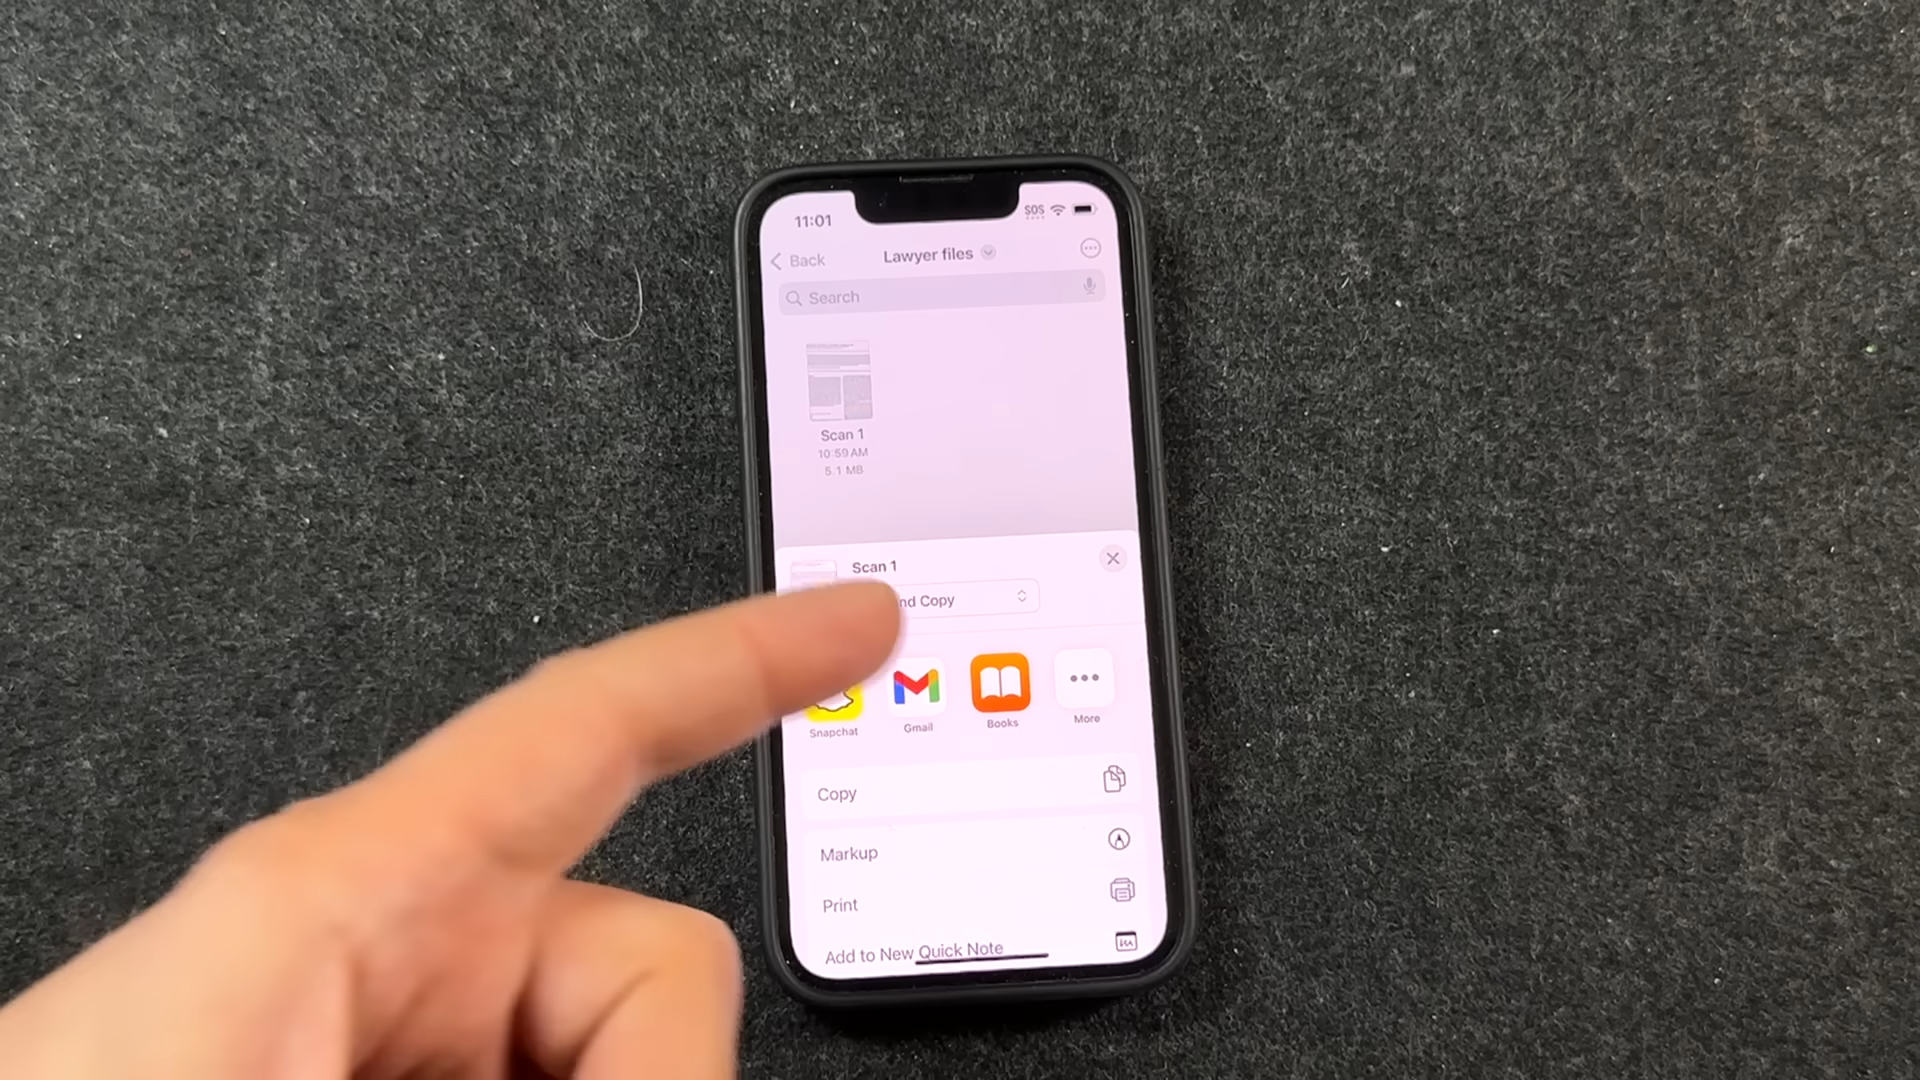 11:01
SOS
Back
Lawyer files
Search
Scan 1
10:59 AM
5.1 MB
Scan 1
Copy
Snapchat
Gmail
Books
More
Copy
Markup
Print
Add to New Quick Note